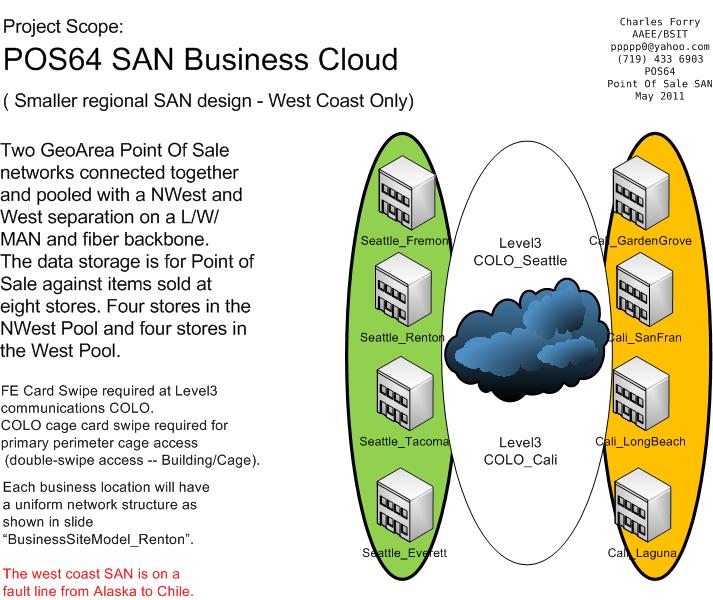 Project Scope:
POS64 SAN Business Cloud
( Smaller regional SAN design - West Coast Only)
Charles Forry
AAEE/BSIT
ppppp0@yahoo.com
(719) 433 6903
POS64
Point Of Sale SAN
May 2011
Two GeoArea Point Of Sale
networks connected together
and pooled with a NWest and
West separation on a L/W/
MAN and fiber backbone.
The data storage is for Point of
Sale against items sold at
eight stores. Four stores in the
NWest Pool and four stores in
the West Pool.
FE Card Swipe required at Level3
communications COLO.
COLO cage card swipe required for
primary perimeter cage access
(double-swipe access -- Building/Cage).
Each business location will have
a uniform network structure as
shown in slide
“BusinessSiteModel_Renton”.
The west coast SAN is on a
fault line from Alaska to Chile.
Seattle_Fremon
Seattle_Renton
Seattle_Tacoma
Seattle_Everett
Level3
COLO_Seattle
Level3
COLO_Cali
Cali_GardenGrove
Cali_SanFran
Cali_LongBeach
Cali_Laguna